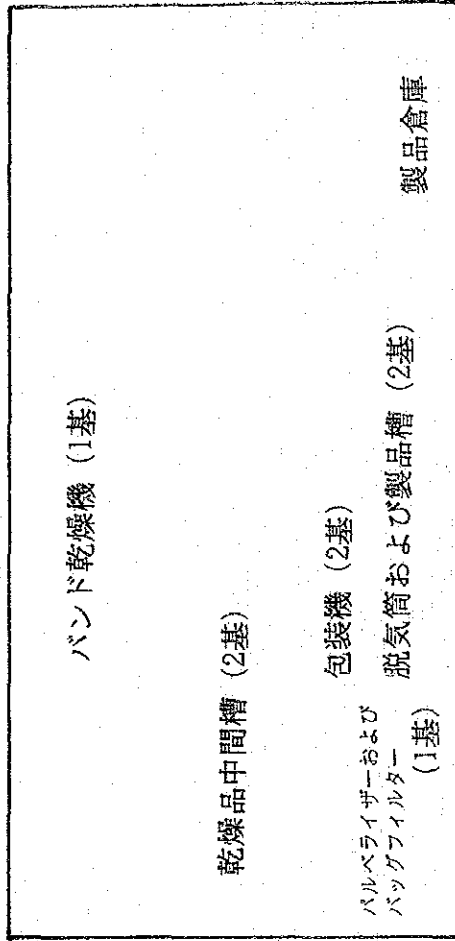 バンド乾燥機 (1基)
乾燥品中間槽 (2基)
包装機 (2基)
パルベライザーおよび
バッグフィルター
(1基)
脱気筒および製品槽 (2基)
製品倉庫